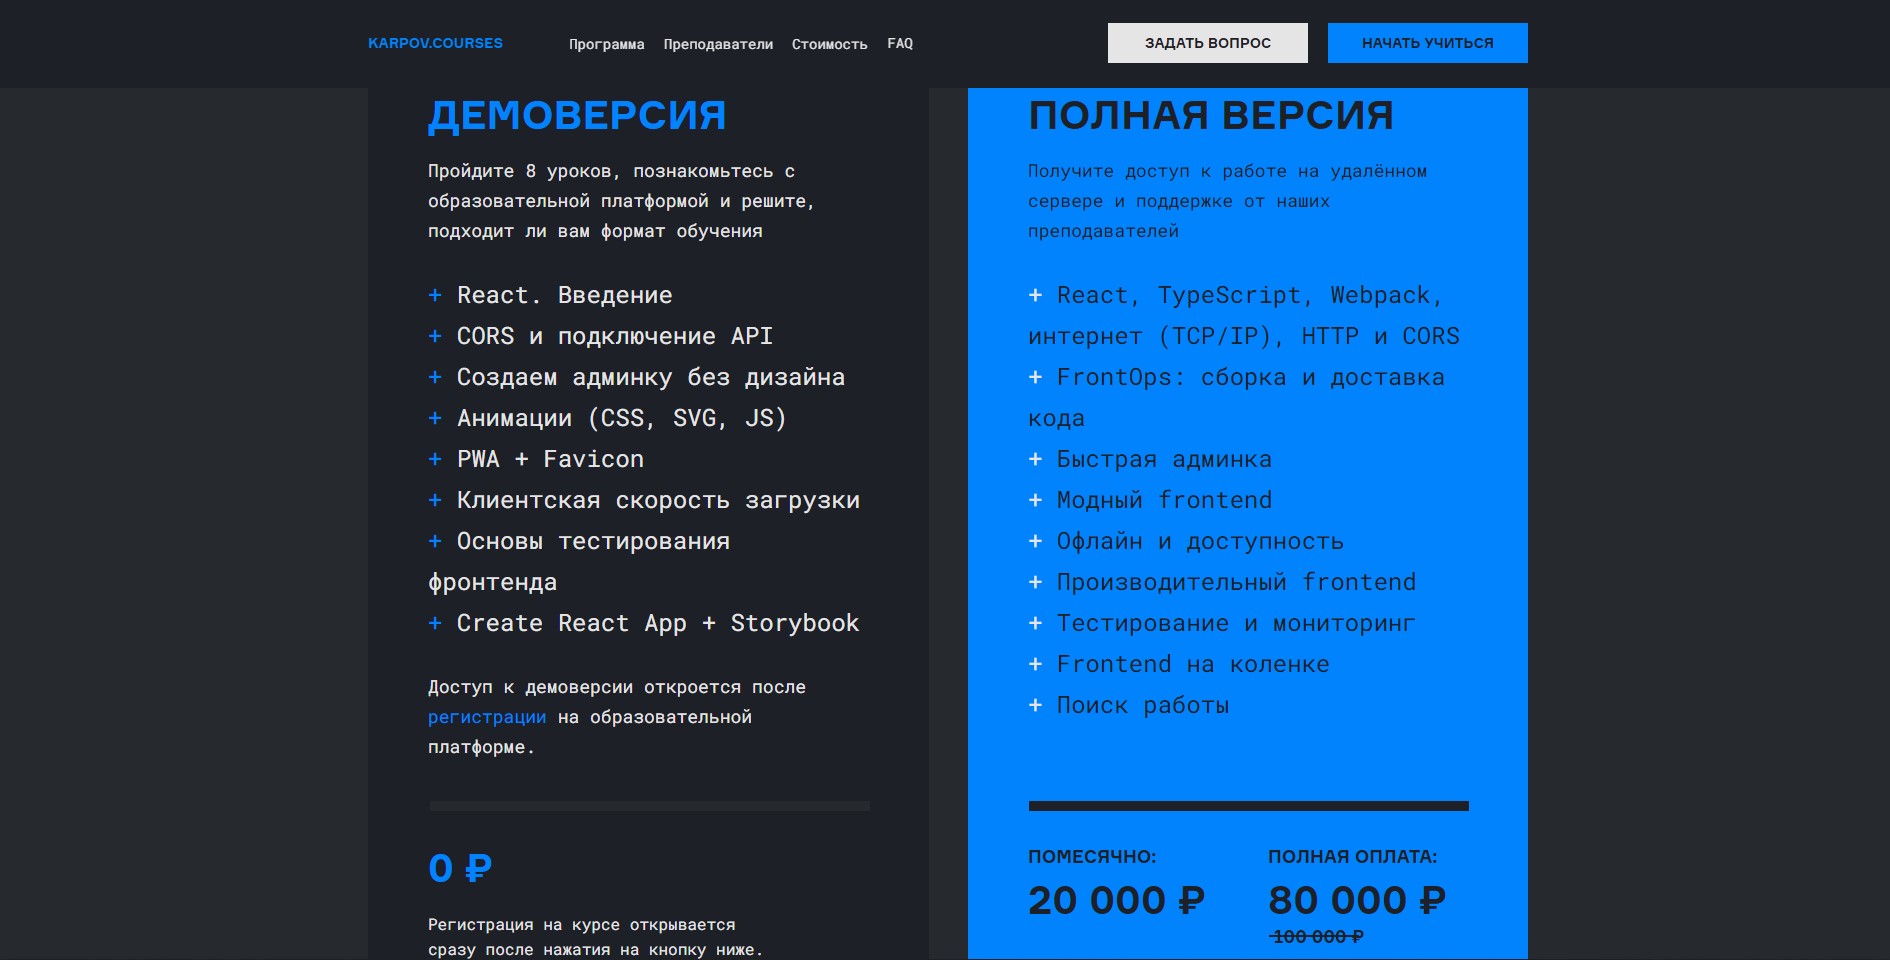 KARPOV.COURSES
Программа Преподаватели Стоимость FAQ
ЗАДАТЬ ВОПРОС
НАЧАТЬ УЧИТЬСЯ
ДЕМОВЕРСИЯ
Пройдите 8 уроков, познакомьтесь с
образовательной платформой и решите,
подходит ли вам формат обучения
+ React. Введение
+ CORS и подключение API
+ Создаем админку без дизайна
+ Анимации (CSS, SVG, JS)
+ PWA + Favicon
+ Клиентская скорость загрузки
+ Основы тестирования
фронтенда
+ Create React App + Storybook
Доступ к демоверсии откроется после
регистрации на образовательной
платформе.
0 ₽
Регистрация на курсе открывается
сразу после нажатия на кнопку ниже.
ПОЛНАЯ ВЕРСИЯ
Получите доступ к работе на удалённом
сервере и поддержке от наших
преподавателей
+ React, TypeScript, Webpack,
интернет (TCP/IP), HTTP и CORS
+ FrontOps: сборка и доставка
кода
+ Быстрая админка
+ Модный frontend
+ Офлайн и доступность
+ Производительный frontend
+ Тестирование и мониторинг
+ Frontend на коленке
+ Поиск работы
ПОМЕСЯЧНО:
20 000 ₽
ПОЛНАЯ ОПЛАТА:
80 000 ₽
100 000 ₽